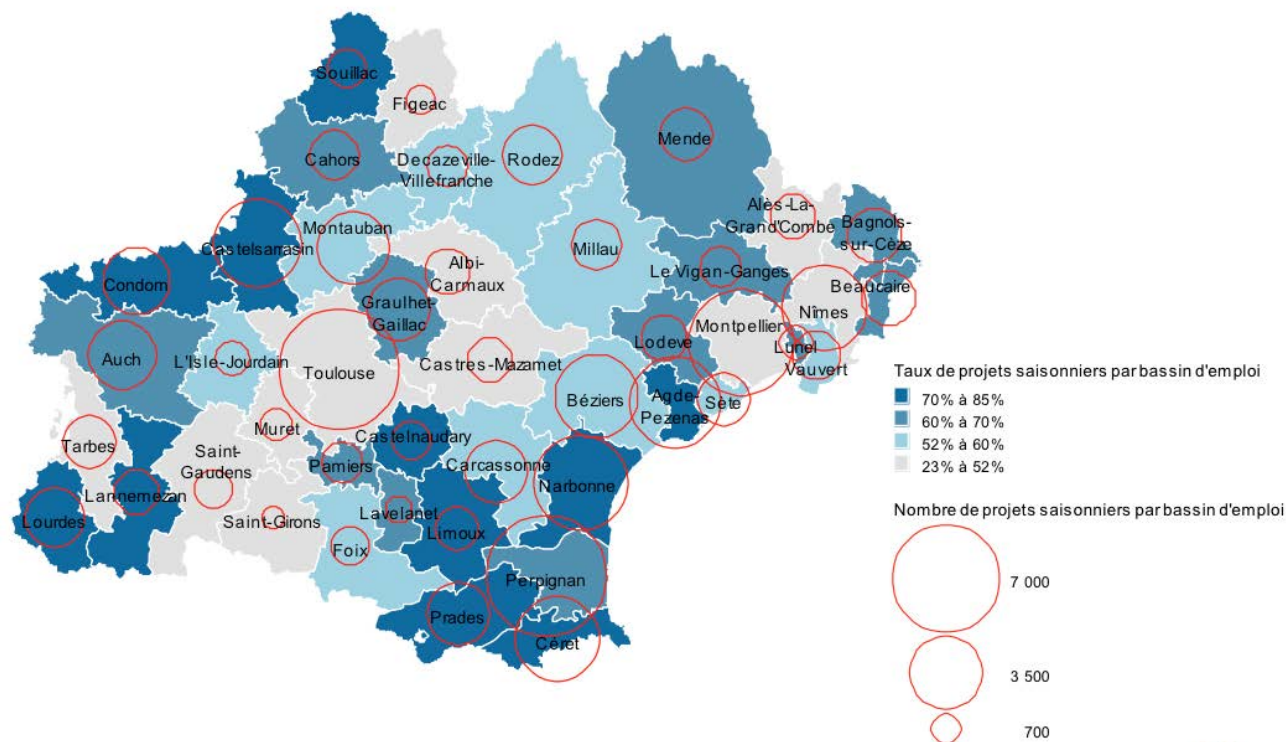 Souillac
Figeac
Cahors
Decazeville-
Villefranche
Rodez
Mende
Montauban
Castelsarrasin
Condom
Albi-
Carmaux
Millau
Alès-La-
Grand'Combe
Bagnols-
sur-Cèze
Le Vigan-Ganges
Beaucaire
Graulhet-
Gaillac
Nîmes
Montpellier
Lodeve
Lunel
Vauvert
Auch
L'Isle-Jourdain
Toulouse
Castres-Mazamet
Béziers
Agde-
Pezenas
Sète
Muret
Tarbes
Saint-
Gaudens
Castelnaudary
Pamiers
Carcassonne
Narbonne
Lannemezan
Lourdes
Saint-Girons
Lavelanet
Limoux
Foix
Perpignan
Prades
Céret
Taux de projets saisonniers par bassin d'emploi
70% à 85%
60% à 70%
52% à 60%
23% à 52%
Nombre de projets saisonniers par bassin d'emploi
7 000
3 500
700